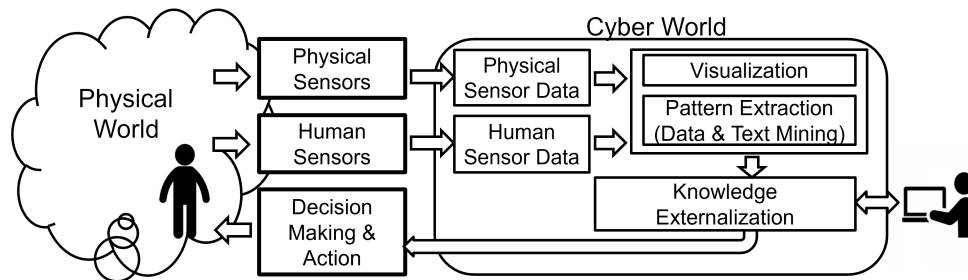 Cyber World
Physical
World
Physical
Sensors
Physical
Sensor Data
Visualization
Pattern Extraction
(Data & Text Mining)
Human
Sensors
Human
Sensor Data
Knowledge
Externalization
Decision
Making &
Action